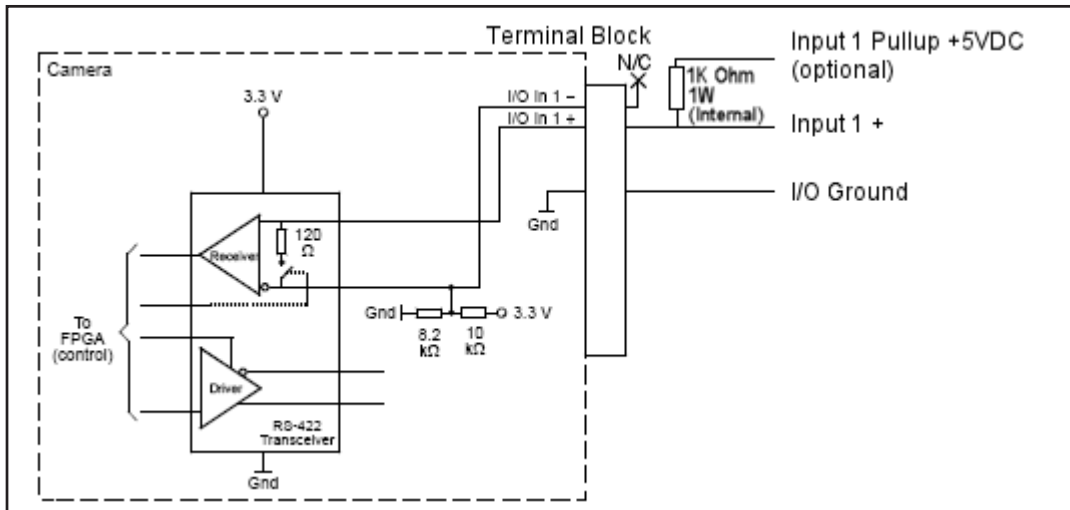 Terminal Block
N/C
Input 1 Pullup +5VDC
(optional)
Camera
1K Ohm
1W
(Internal)
3.3 V
I/O In 1 –
I/O In 1 +
Input 1 +
I/O Ground
Gnd
120
Ω
Receiver
Gnd
3.3 V
8.2
kΩ
10
kΩ
To
FPGA
(control)
Driver
RS-422
Transceiver
Gnd